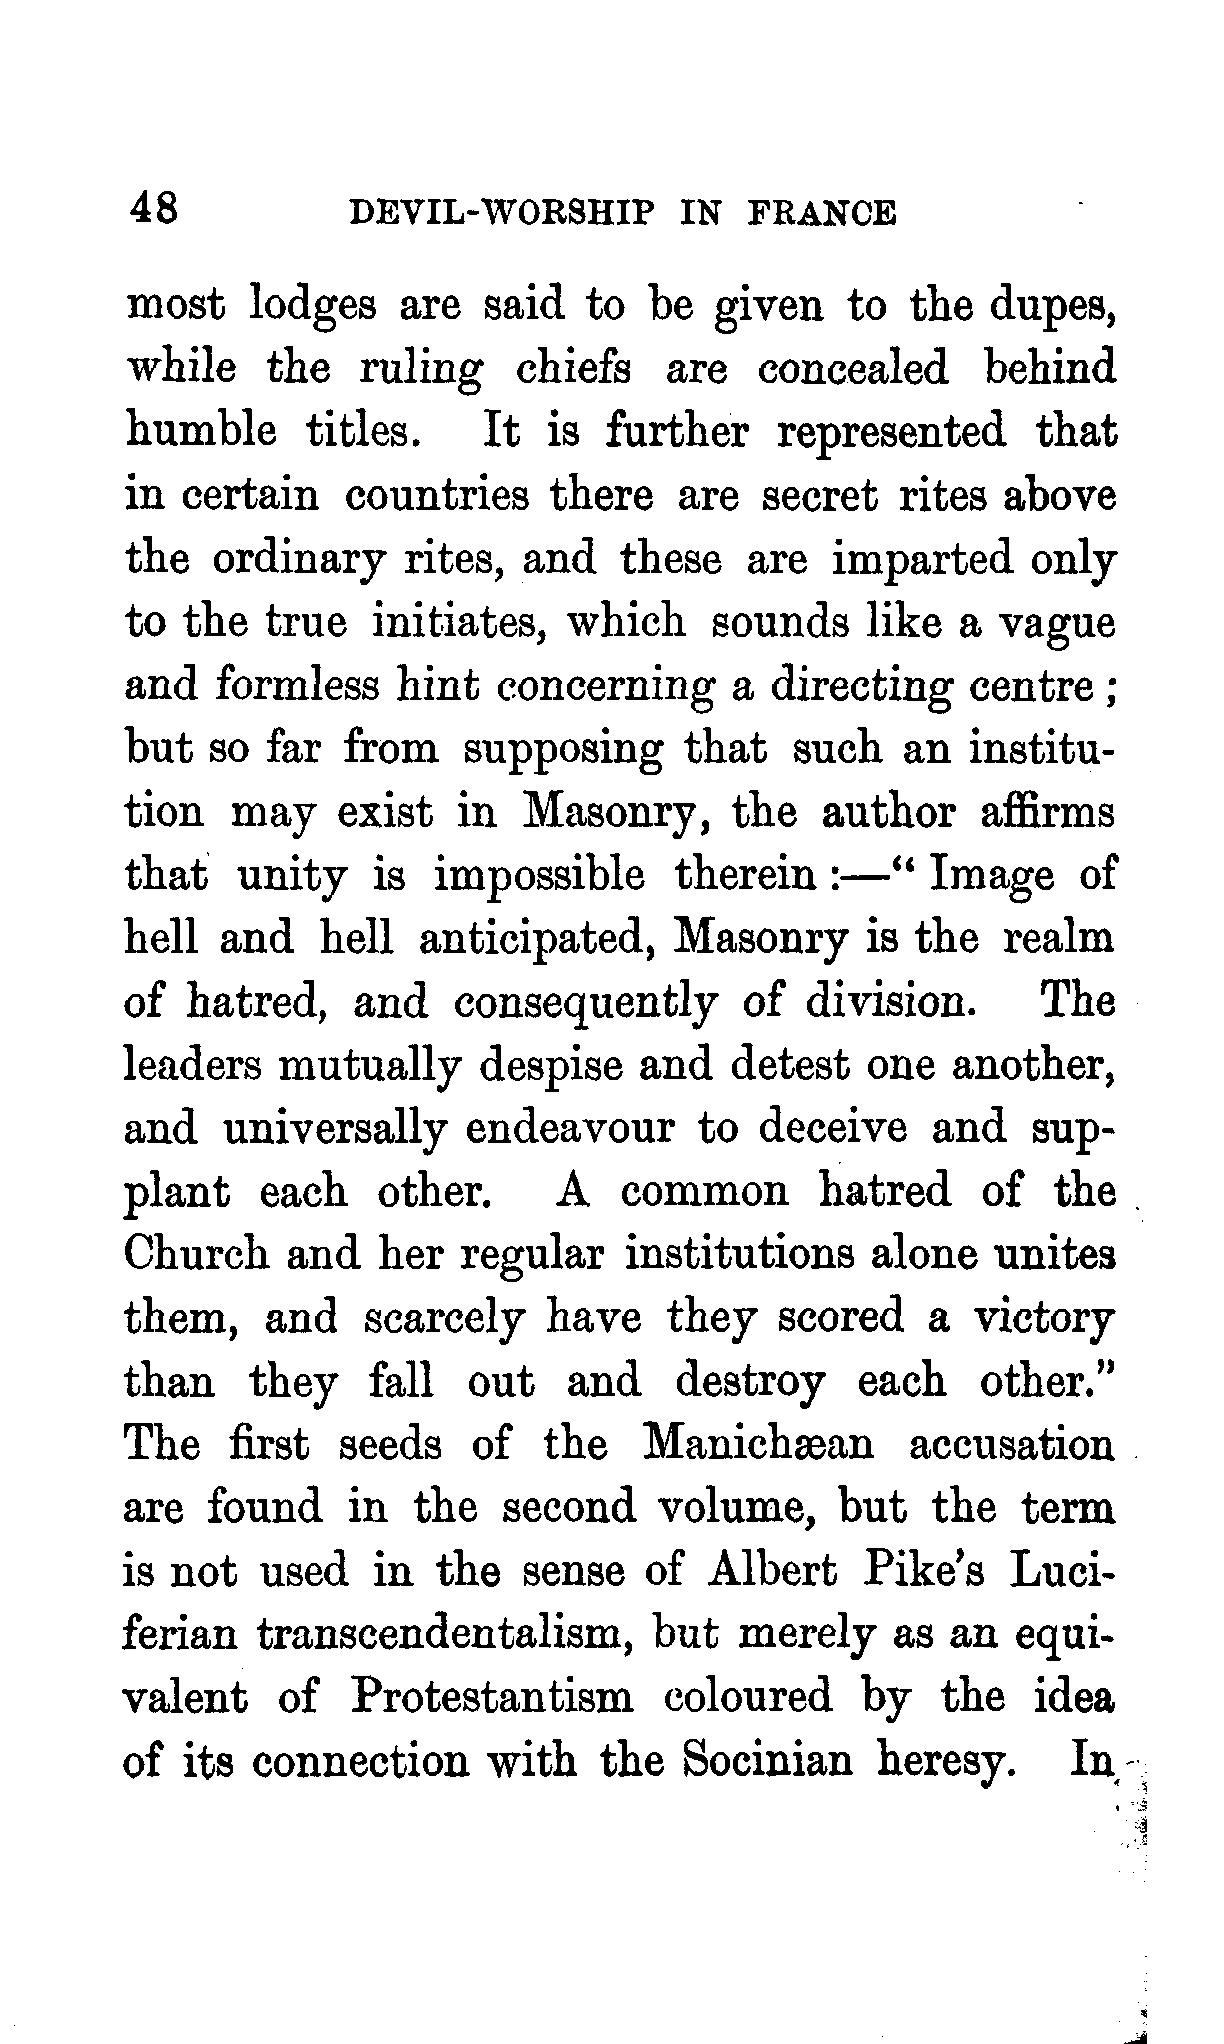 48 DEVIL-WORSHIP IN FRANCE
most lodges are said to be given to the dupes,
while the ruling chiefs are concealed behind
humble titles. It is further represented that
in certain countries there are secret rites above
the ordinary rites, and these are imparted only
to the true initiates, which sounds like a vague
and formless hint concerning a directing centre ;
but so far from supposing that such an institu-
tion may exist in Masonry, the author affirms
that unity is impossible therein :—“ Image of
hell and hell anticipated, Masonry is the realm
of hatred, and consequently of division. The
leaders mutually despise and detest one another,
and universally endeavour to deceive and sup-
plant each other. A common hatred of the
Church and her regular institutions alone unites
them, and scarcely have they scored a victory
than they fall out and destroy each other.”
The first seeds of the Manichæan accusation
are found in the second volume, but the term
is not used in the sense of Albert Pike’s Luci-
ferian transcendentalism, but merely as an equi-
valent of Protestantism coloured by the idea
of its connection with the Socinian heresy. In